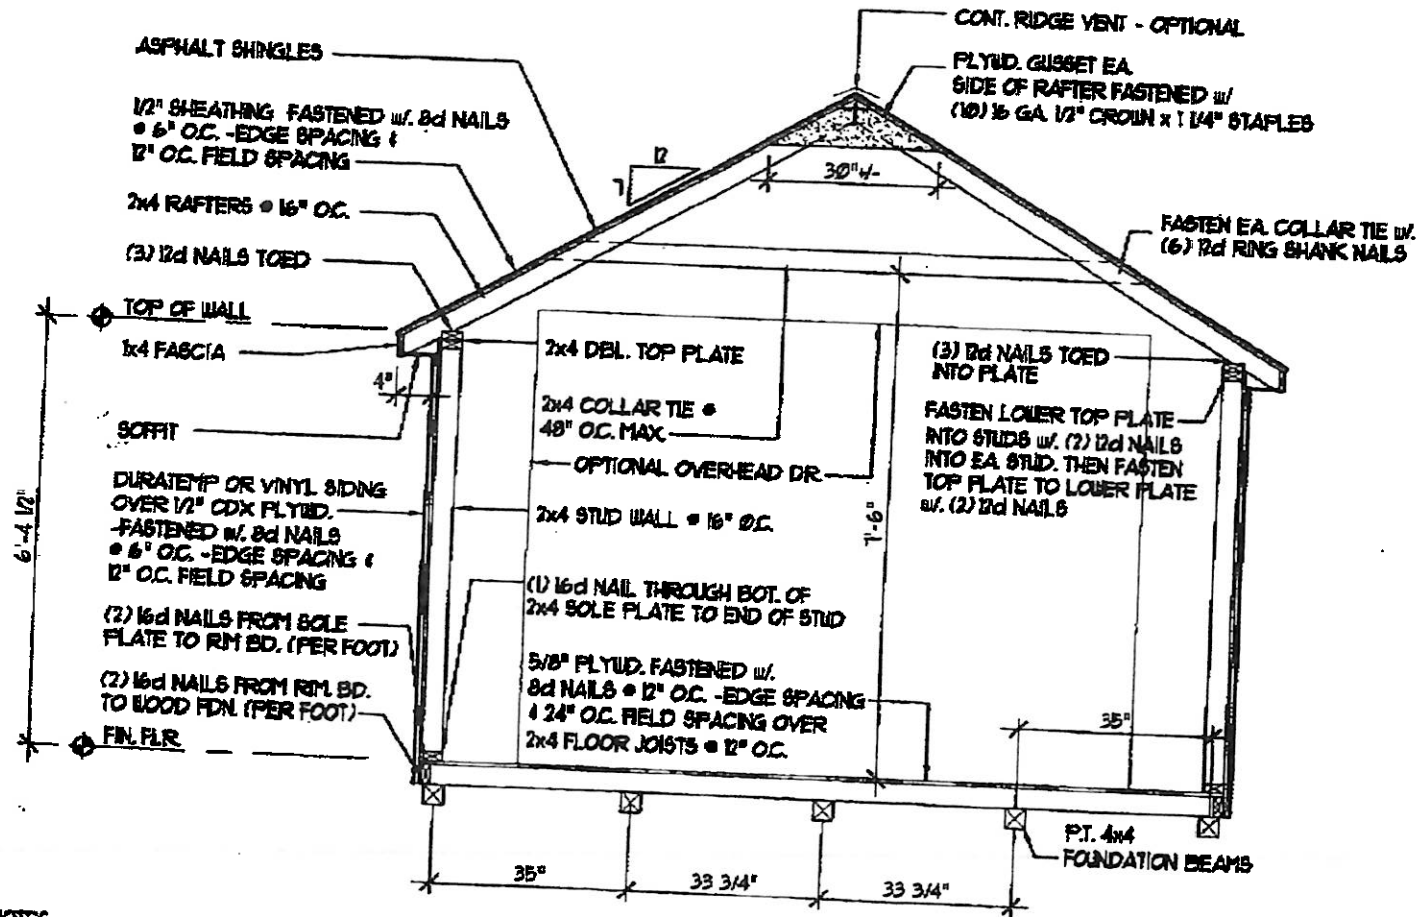 CONT. RIDGE VENT - OPTIONAL
ASPHALT SHINGLES
PLYWD. GUSSET EA.
SIDE OF RAFTER FASTENED w/
(10) 16 GA. 1/2" CROWN x 1 1/4" STAPLES
1/2" SHEATHING FASTENED w/. 8d NAILS
@ 6" O.C. -EDGE SPACING &
12" O.C. FIELD SPACING
12
7
30"+/-
2x4 RAFTERS @ 16" O.C.
FASTEN EA. COLLAR TIE w/.
(6) 12d RING SHANK NAILS
(3) 12d NAILS TOED
TOP OF WALL
1x4 FASCIA
2x4 DBL. TOP PLATE
(3) 12d NAILS TOED
INTO PLATE
4"
2x4 COLLAR TIE @
48" O.C. MAX.
FASTEN LOWER TOP PLATE
INTO STUDS w/. (2) 12d NAILS
INTO EA. STUD. THEN FASTEN
TOP PLATE TO LOWER PLATE
w/. (2) 12d NAILS
SOFFIT
OPTIONAL OVERHEAD DR.
DURATEMP OR VINYL SIDING
OVER 1/2" CDX PLYWD.
-FASTENED w/. 8d NAILS
@ 6" O.C. -EDGE SPACING &
12" O.C. FIELD SPACING
2x4 STUD WALL @ 16" O.C.
7'-6"
6'-4 1/2"
(1) 16d NAIL THROUGH BOT. OF
2x4 SOLE PLATE TO END OF STUD
(2) 16d NAILS FROM SOLE
PLATE TO RIM BD. (PER FOOT)
5/8" PLYWD. FASTENED w/.
8d NAILS @ 12" O.C. -EDGE SPACING
& 24" O.C. FIELD SPACING OVER
2x4 FLOOR JOISTS @ 12" O.C.
(2) 16d NAILS FROM RIM. BD.
TO WOOD FDN. (PER FOOT)
35"
FIN. FLR.
P.T. 4x4
FOUNDATION BEAMS
35"
33 3/4"
33 3/4"